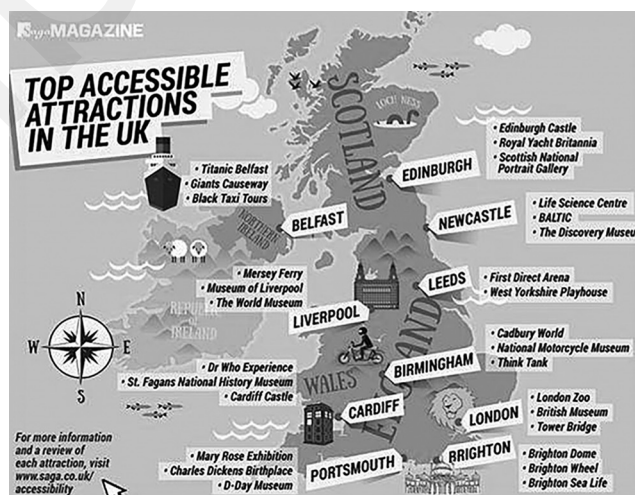 Saga MAGAZINE
TOP ACCESSIBLE
ATTRACTIONS
IN THE UK
SCOTLAND
LOCH NESS
• Edinburgh Castle
• Royal Yacht Britannia
• Scottish National
Portrait Gallery
EDINBURGH
• Titanic Belfast
• Giants Causeway
• Black Taxi Tours
BELFAST
NORTHERN
IRELAND
NEWCASTLE
• Life Science Centre
• BALTIC
• The Discovery Museu
• Mersey Ferry
• Museum of Liverpool
• The World Museum
LIVERPOOL
LEEDS
• First Direct Arena
• West Yorkshire Playhouse
REPUBLIC
OF
IRELAND
N
W
E
S
ENGLAND
BIRMINGHAM
• Cadbury World
• National Motorcycle Museum
• Think Tank
• Dr Who Experience
• St. Fagans National History Museum
• Cardiff Castle
WALES
CARDIFF
LONDON
• London Zoo
• British Museum
• Tower Bridge
• Mary Rose Exhibition
• Charles Dickens Birthplace
• D-Day Museum
PORTSMOUTH
BRIGHTON
• Brighton Dome
• Brighton Wheel
• Brighton Sea Life
For more information
and a review of
each attraction, visit
www.saga.co.uk/
accessibility